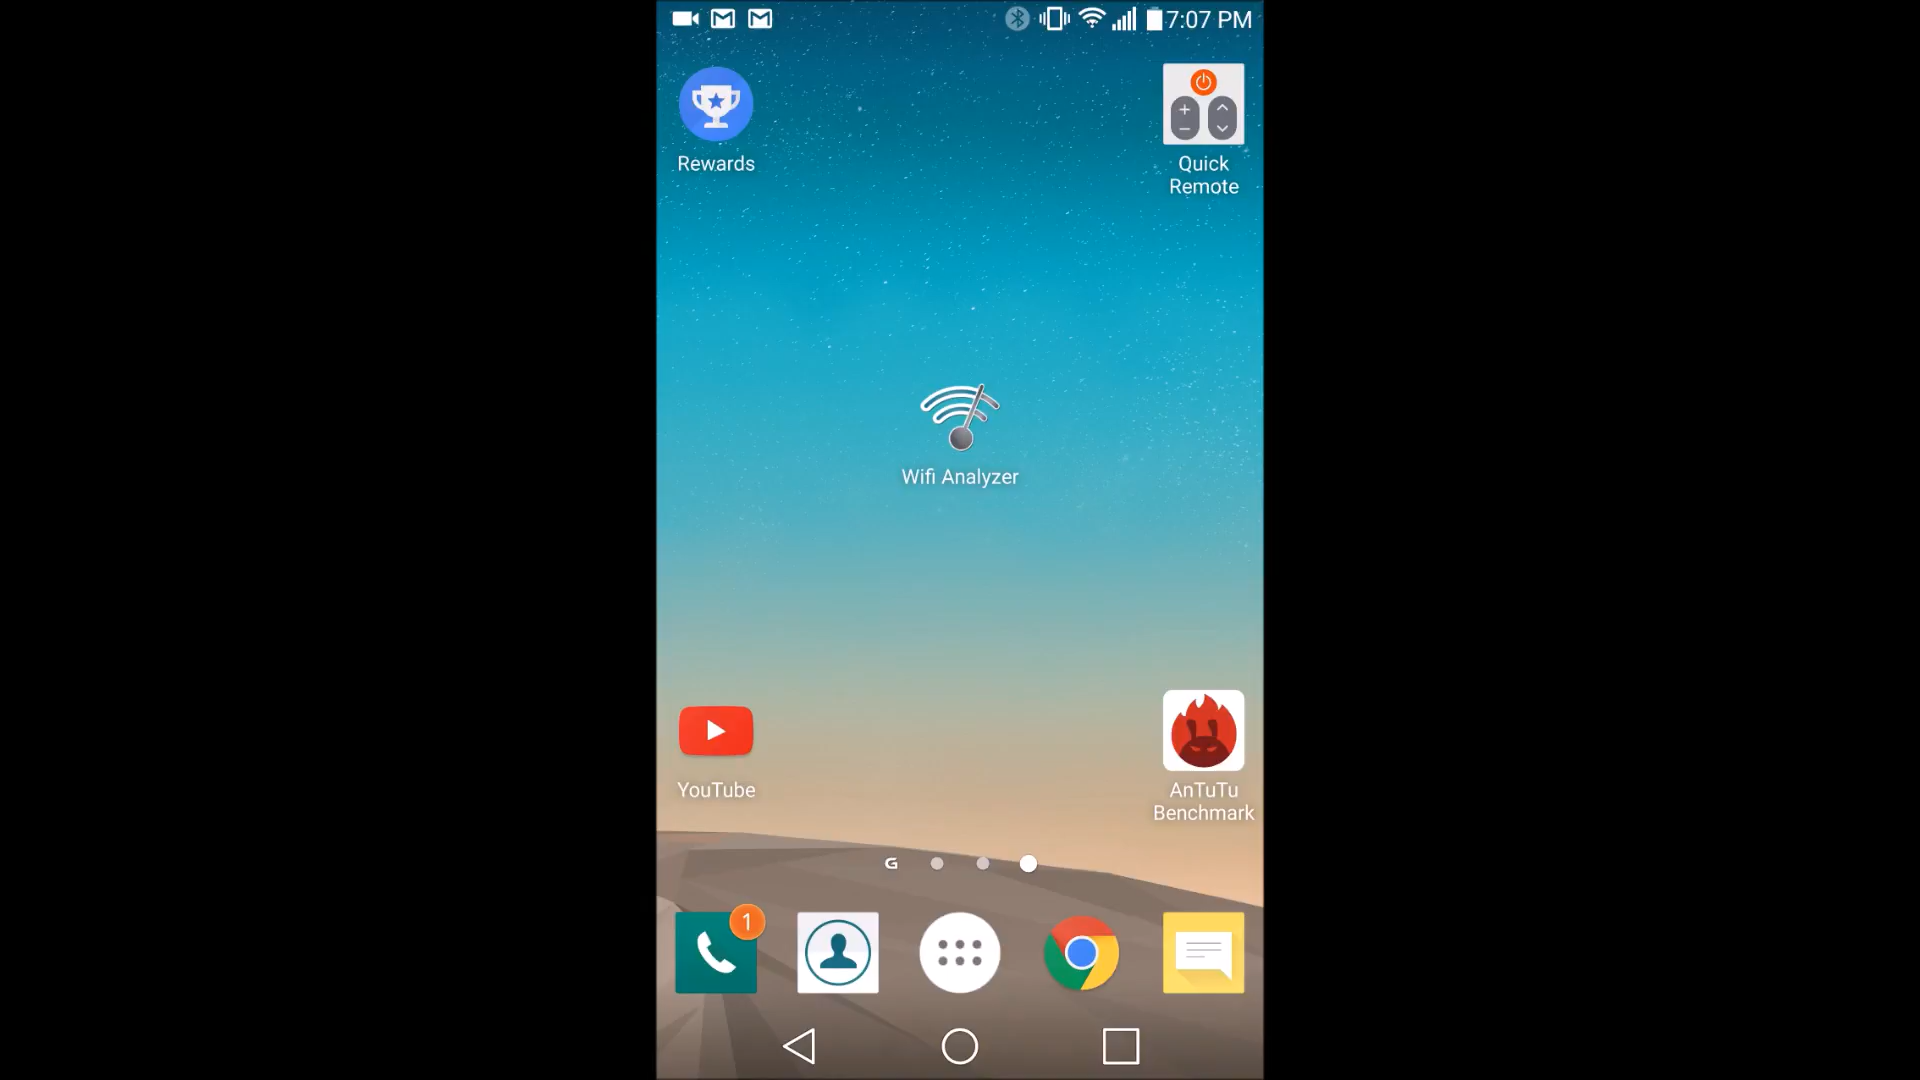 7:07 PM
Rewards
Quick
Remote
Wifi Analyzer
YouTube
AnTuTu
Benchmark
G
1